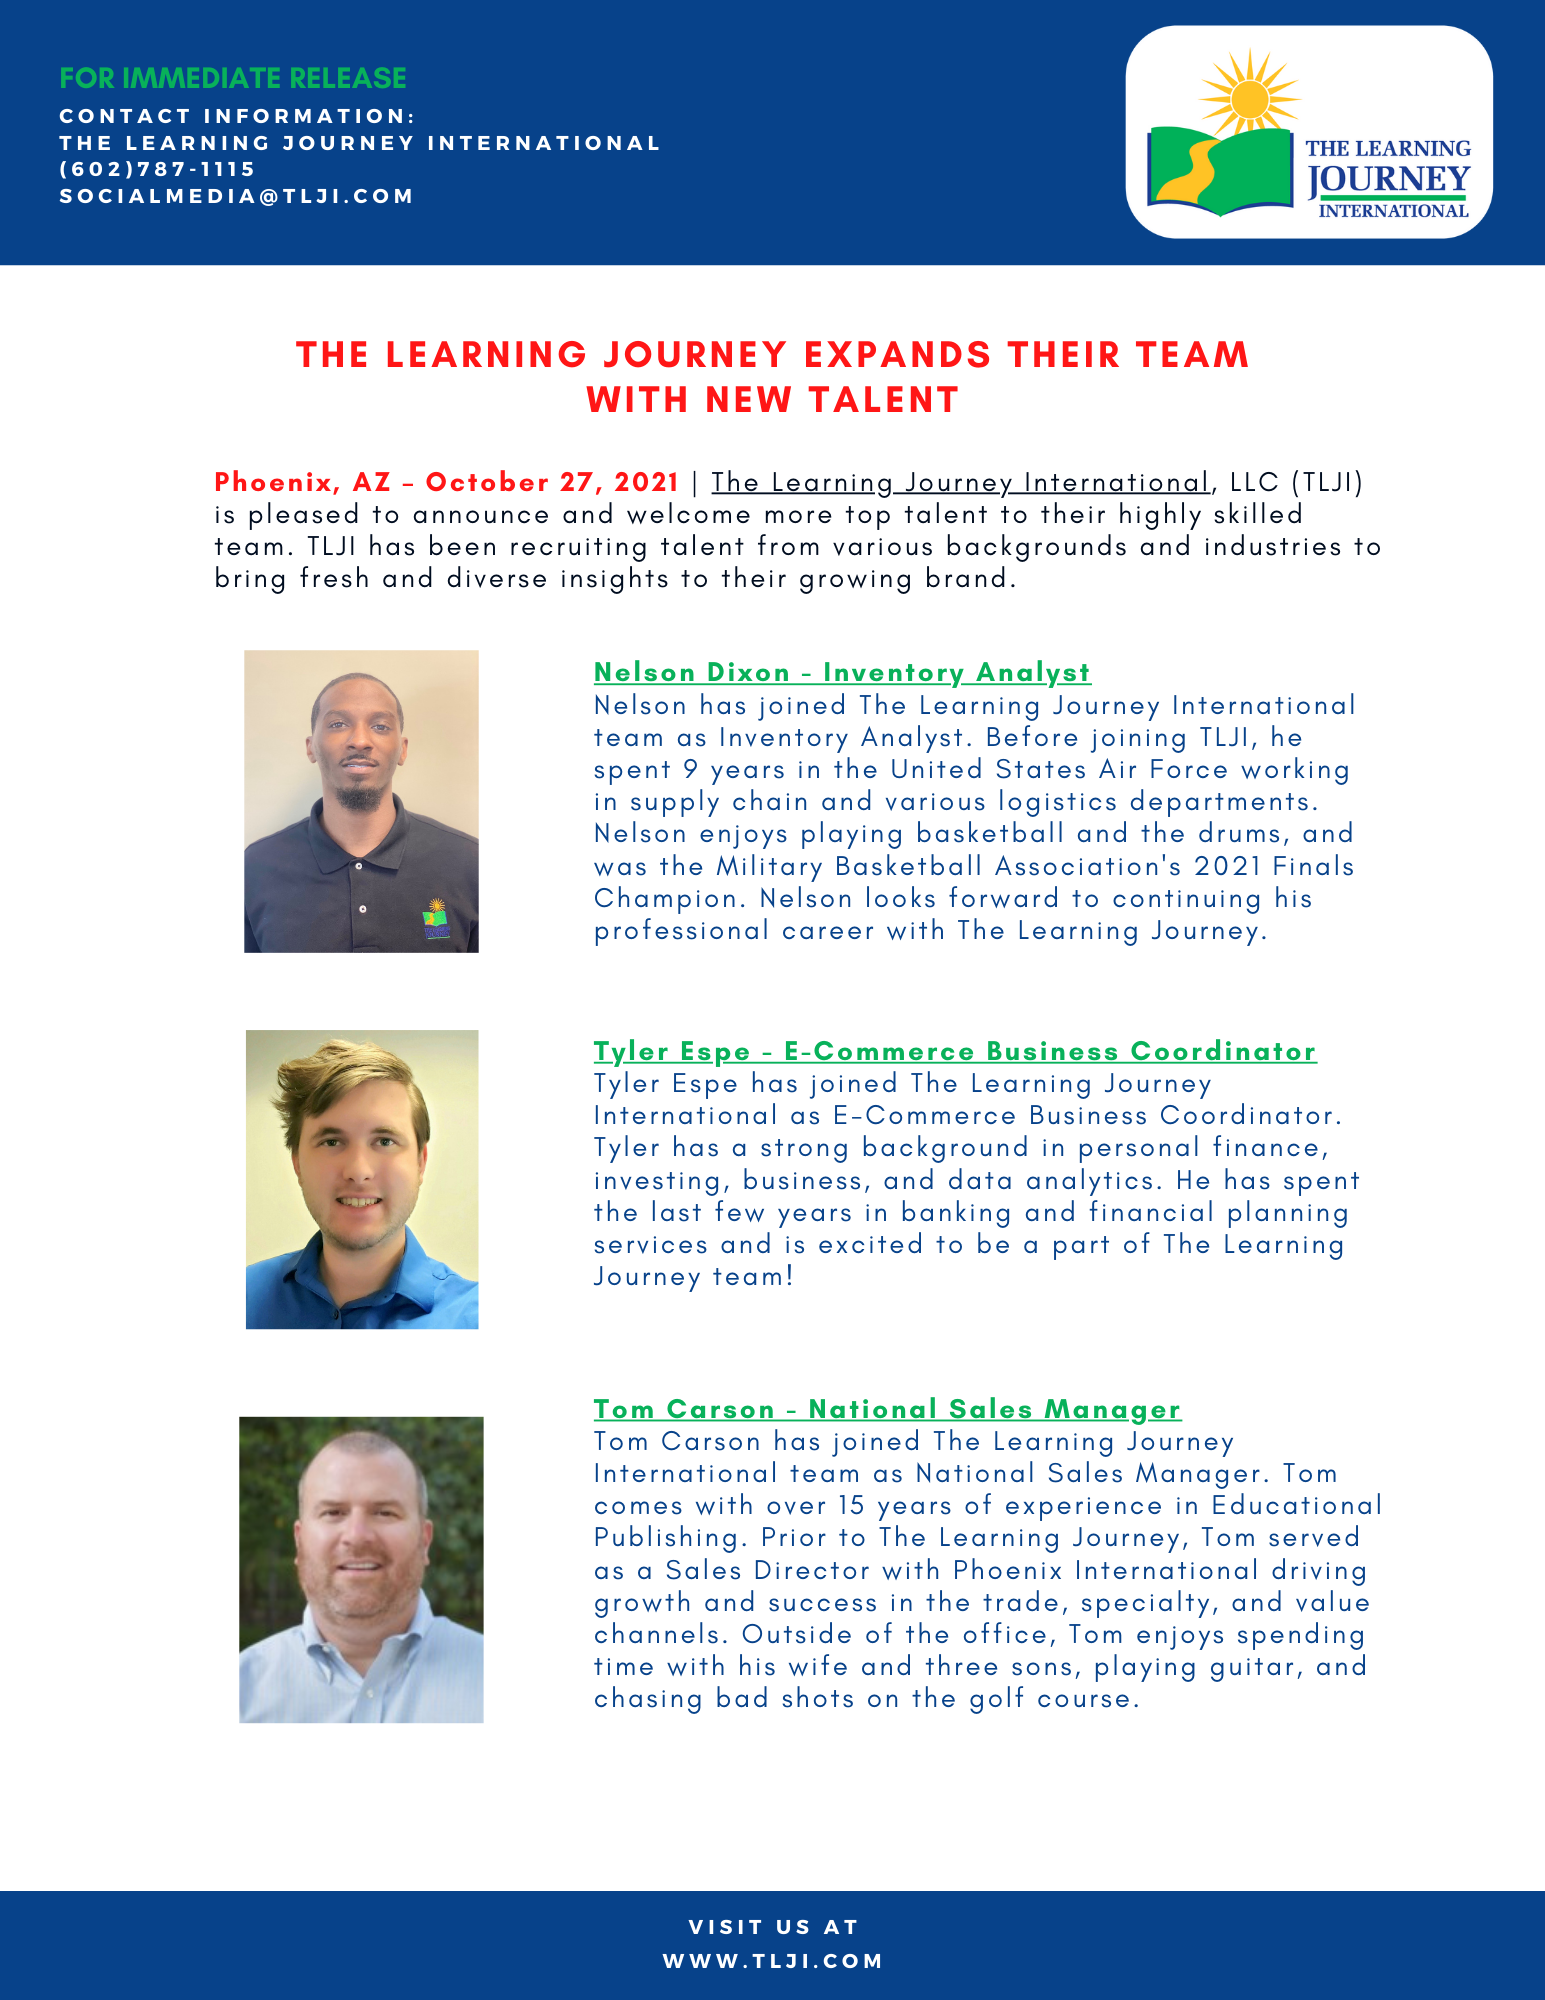 FOR IMMEDIATE RELEASE
CONTACT INFORMATION:
THE LEARNING JOURNEY INTERNATIONAL
(602)787-1115
SOCIALMEDIA@TLJI.COM
THE LEARNING
JOURNEY
INTERNATIONAL
THE LEARNING JOURNEY EXPANDS THEIR TEAM
WITH NEW TALENT
Phoenix, AZ – October 27, 2021 | The Learning Journey International, LLC (TLJI)
is pleased to announce and welcome more top talent to their highly skilled
team. TLJI has been recruiting talent from various backgrounds and industries to
bring fresh and diverse insights to their growing brand.
Nelson Dixon - Inventory Analyst
Nelson has joined The Learning Journey International
team as Inventory Analyst. Before joining TLJI, he
spent 9 years in the United States Air Force working
in supply chain and various logistics departments.
Nelson enjoys playing basketball and the drums, and
was the Military Basketball Association's 2021 Finals
Champion. Nelson looks forward to continuing his
professional career with The Learning Journey.
Tyler Espe - E-Commerce Business Coordinator
Tyler Espe has joined The Learning Journey
International as E-Commerce Business Coordinator.
Tyler has a strong background in personal finance,
investing, business, and data analytics. He has spent
the last few years in banking and financial planning
services and is excited to be a part of The Learning
Journey team!
Tom Carson - National Sales Manager
Tom Carson has joined The Learning Journey
International team as National Sales Manager. Tom
comes with over 15 years of experience in Educational
Publishing. Prior to The Learning Journey, Tom served
as a Sales Director with Phoenix International driving
growth and success in the trade, specialty, and value
channels. Outside of the office, Tom enjoys spending
time with his wife and three sons, playing guitar, and
chasing bad shots on the golf course.
VISIT US AT
WWW.TLJI.COM